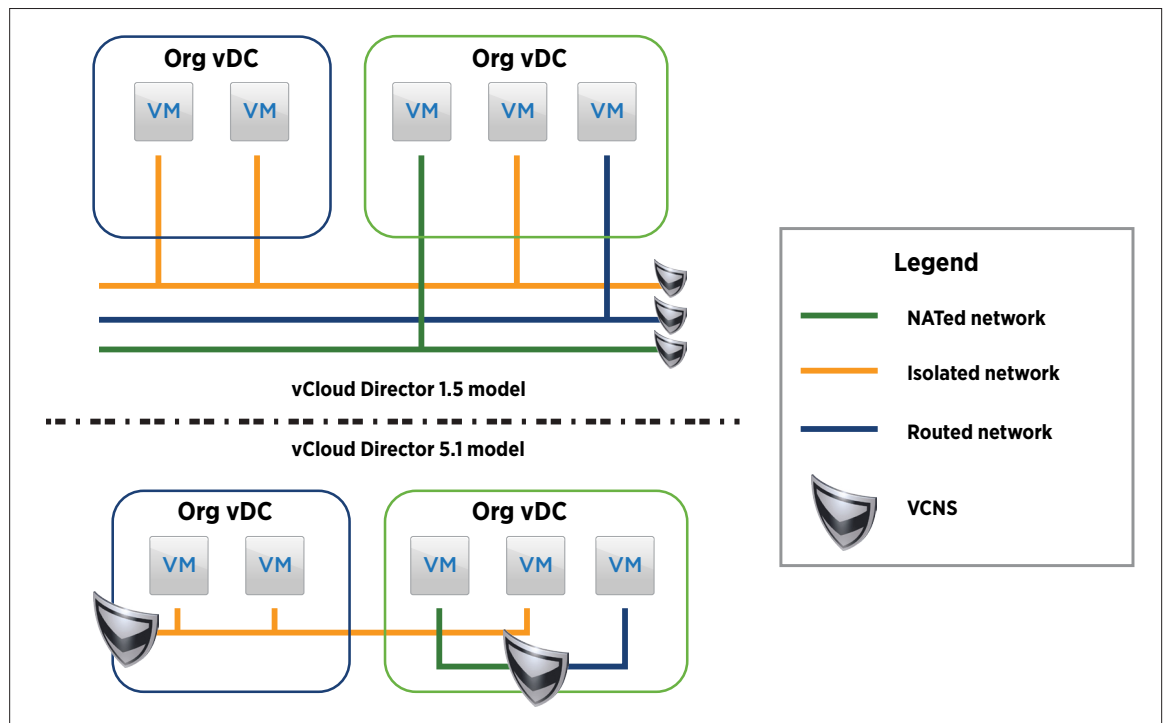 Org vDC
Org vDC
VM
VM
VM
VM
VM
vCloud Director 1.5 model
vCloud Director 5.1 model
Org vDC
Org vDC
VM
VM
VM
VM
VM
Legend
NATed network
Isolated network
Routed network
VCNS